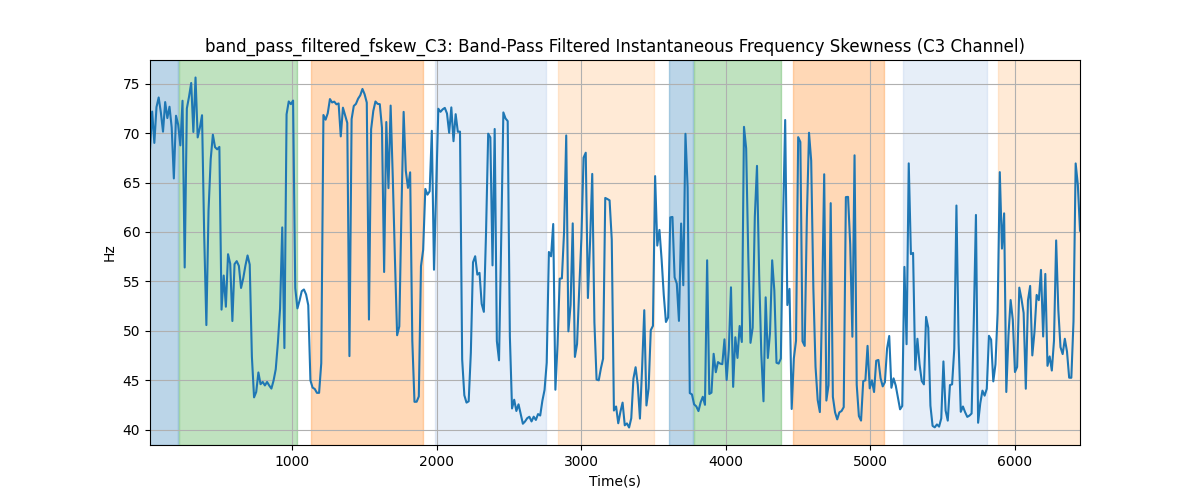 band_pass_filtered_fskew_C3: Band-Pass Filtered Instantaneous Frequency Skewness (C3 Channel)
75
70
65
60
55
50
45
40
Hz
1000 2000 3000 4000 5000 6000
Time(s)